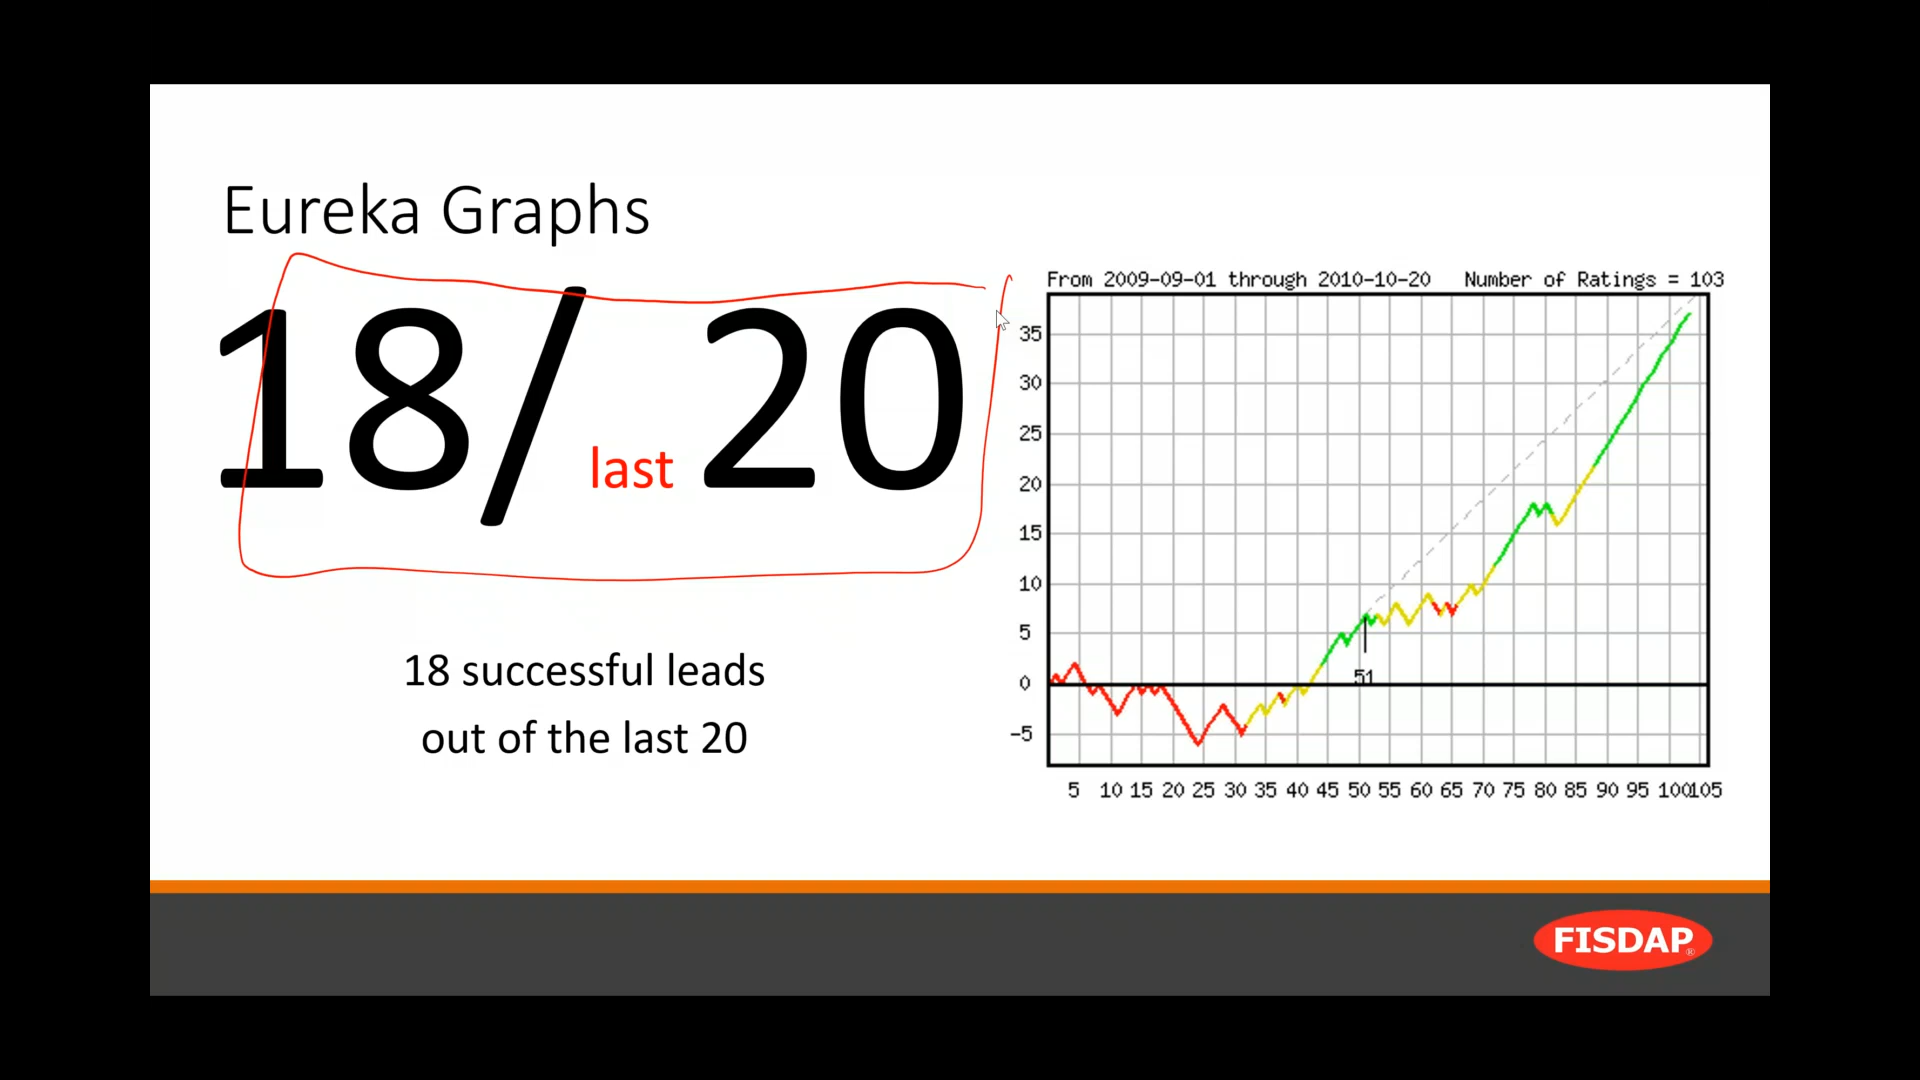 Eureka Graphs
18/ last 20
18 successful leads
out of the last 20
From 2009-09-01 through 2010-10-20 Number of Ratings = 103
35
30
25
20
15
10
5
0
-5
51
5 10 15 20 25 30 35 40 45 50 55 60 65 70 75 80 85 90 95 100 105
FISDAP®